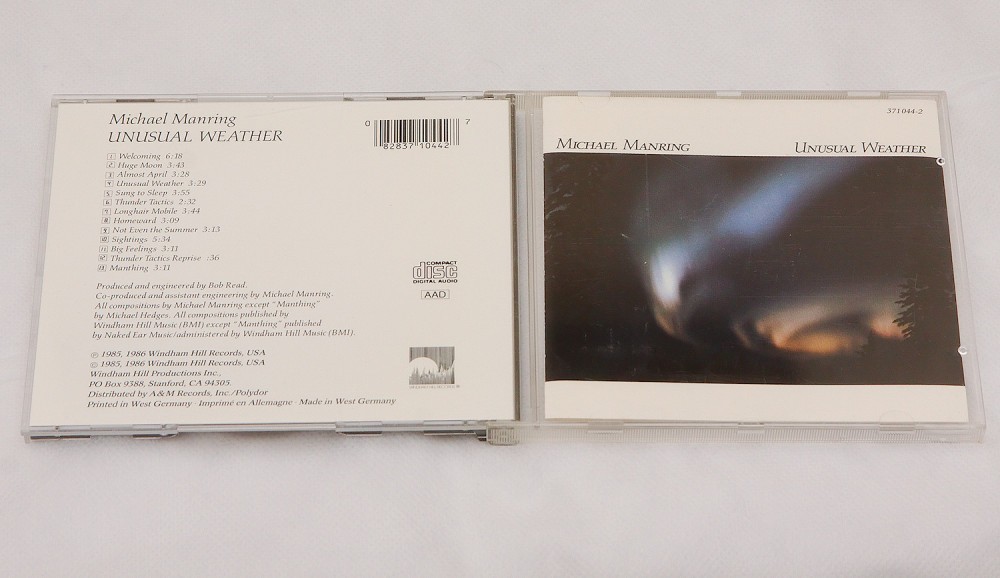 Michael Manring
UNUSUAL WEATHER
0 82837 10442 7
1 Welcoming 6:18
2 Huge Moon 3:43
3 Almost April 3:28
4 Unusual Weather 3:29
5 Sung to Sleep 3:55
6 Thunder Tactics 2:32
7 Longhair Mobile 3:44
8 Homeward 3:09
9 Not Even the Summer 3:13
10 Sightings 5:34
11 Big Feelings 3:11
12 Thunder Tactics Reprise :36
13 Manthing 3:11
Produced and engineered by Bob Read.
Co-produced and assistant engineering by Michael Manring.
All compositions by Michael Manring except "Manthing"
by Michael Hedges. All compositions published by
Windham Hill Music (BMI) except "Manthing" published
by Naked Ear Music/administered by Windham Hill Music (BMI).
COMPACT
disc
DIGITAL AUDIO
AAD
℗ 1985, 1986 Windham Hill Records, USA
© 1985, 1986 Windham Hill Records, USA
Windham Hill Productions Inc.,
PO Box 9388, Stanford, CA 94305.
Distributed by A&M Records, Inc./Polydor
Printed in West Germany · Imprimé en Allemagne · Made in West Germany
371 044-2
MICHAEL MANRING
UNUSUAL WEATHER